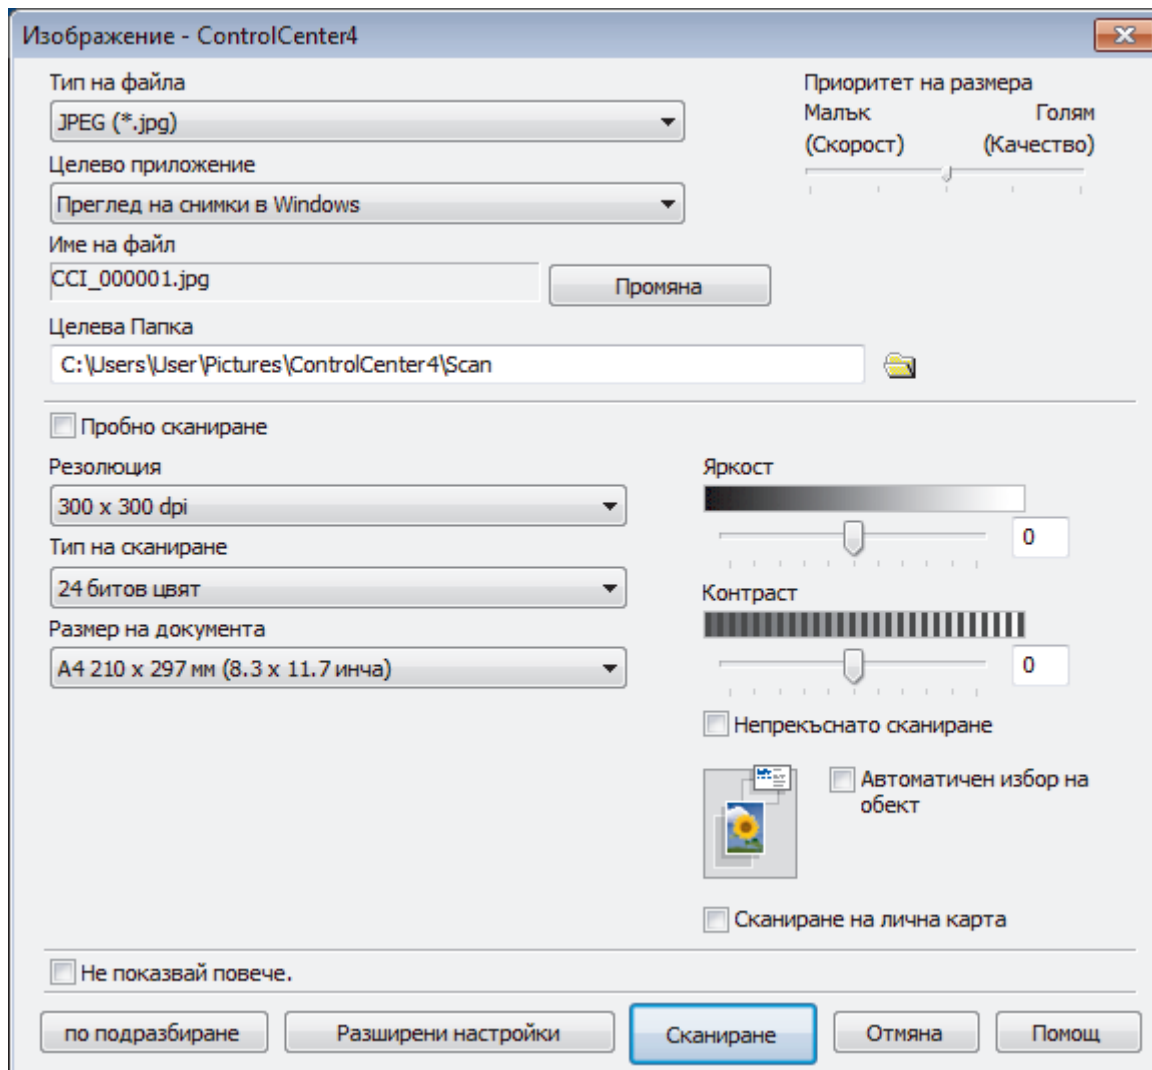 Изображение - ControlCenter4
Тип на файла
JPEG (*.jpg)
Приоритет на размера
Малък Голям
(Скорост) (Качество)
Целево приложение
Преглед на снимки в Windows
Име на файл
CCI_000001.jpg
Промяна
Целева Папка
C:\Users\User\Pictures\ControlCenter4\Scan
Пробно сканиране
Резолюция
300 x 300 dpi
Тип на сканиране
24 битов цвят
Размер на документа
A4 210 x 297 мм (8.3 x 11.7 инча)
Яркост
0
Контраст
0
Непрекъснато сканиране
Автоматичен избор на
обект
Сканиране на лична карта
Не показвай повече.
по подразбиране
Разширени настройки
Сканиране
Отмяна
Помощ